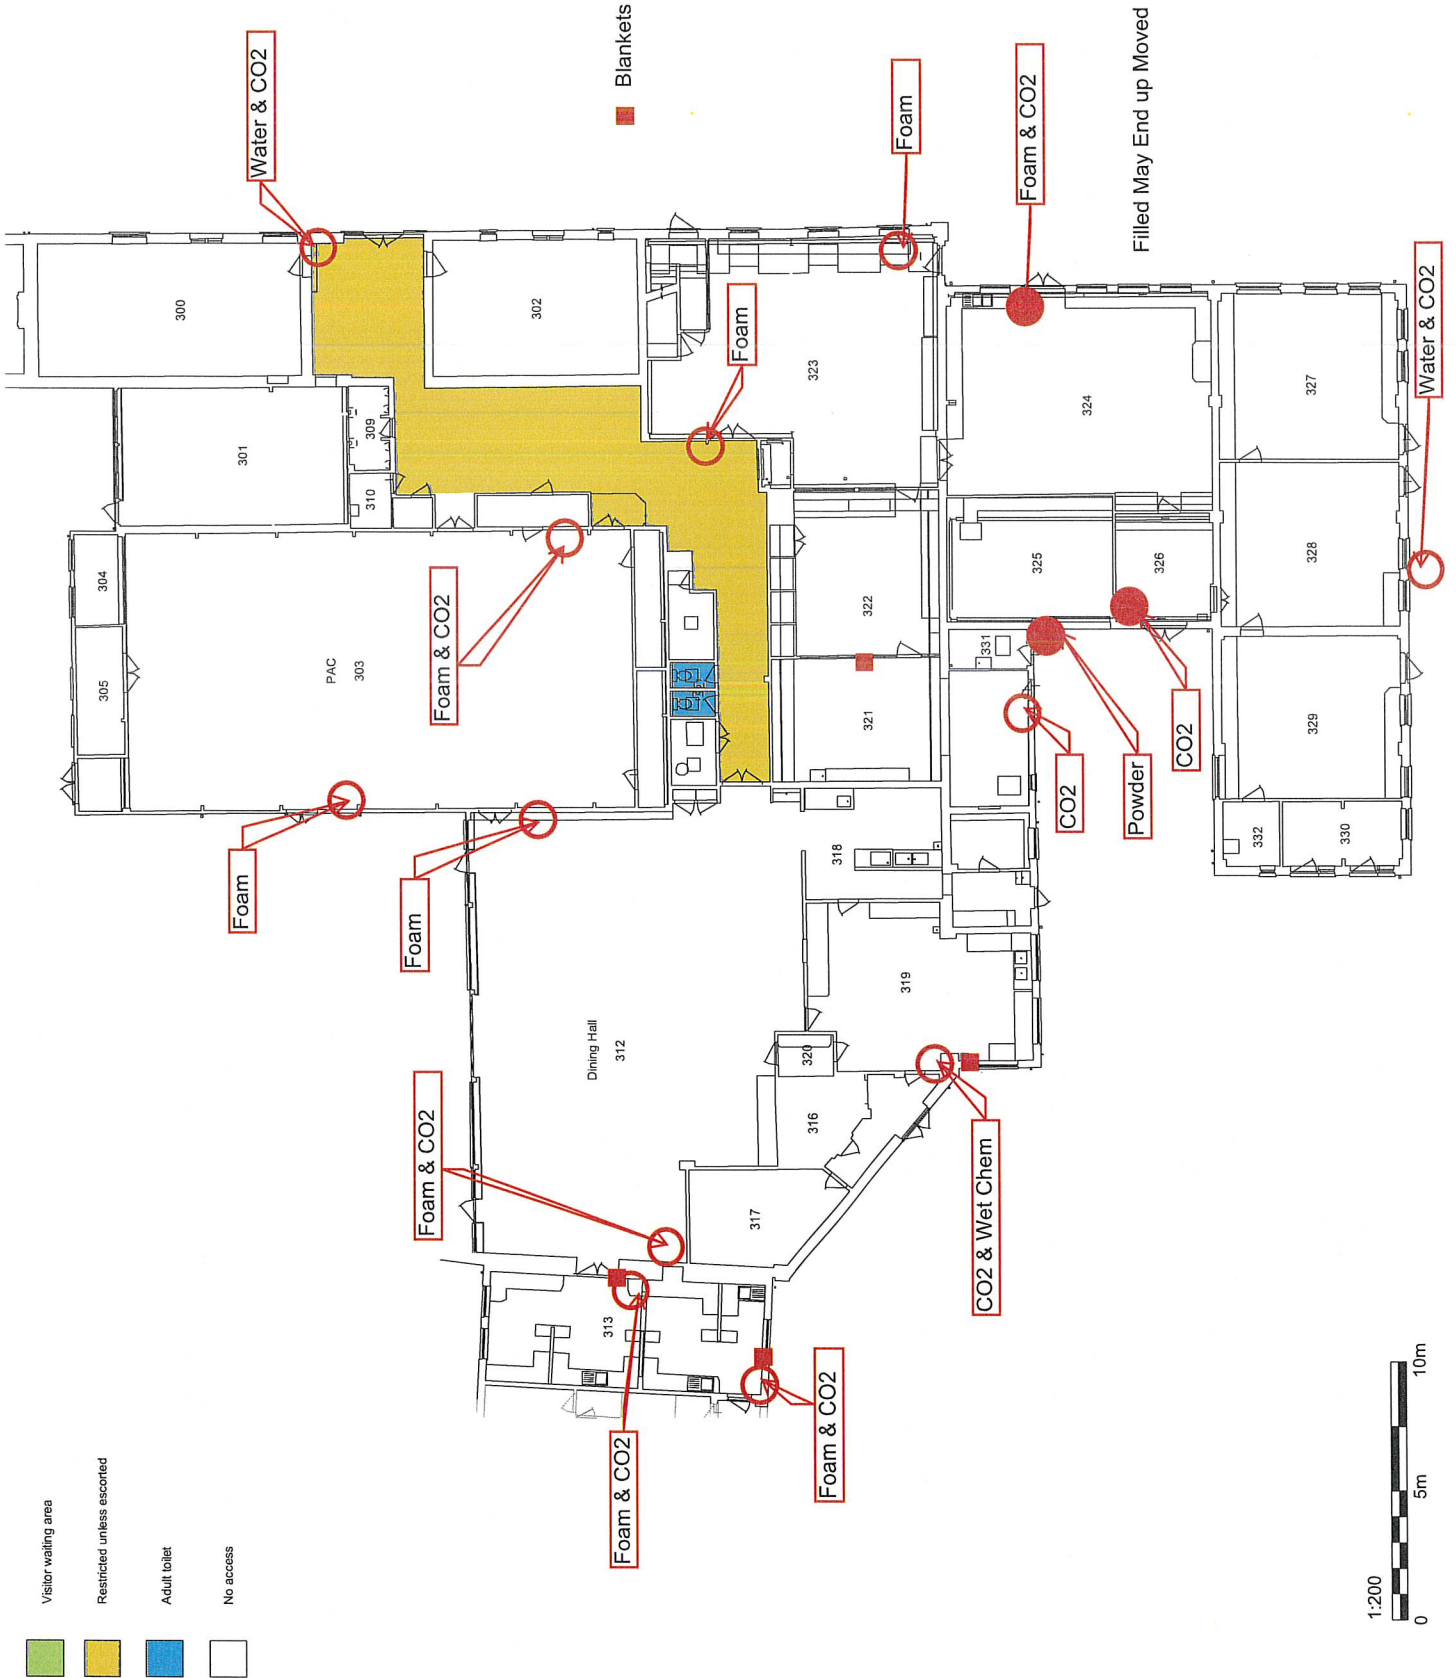 Visitor waiting area
Restricted unless escorted
Adult toilet
No access
Water & CO2
Blankets
Foam
Foam & CO2
Filled May End up Moved
Water & CO2
300
302
Foam
323
324
327
301
309
310
304
305
PAC
303
Foam & CO2
322
321
325
326
331
328
329
332
330
CO2
Powder
CO2
Foam
Foam
318
319
320
316
317
Dining Hall
312
Foam & CO2
CO2 & Wet Chem
313
Foam & CO2
Foam & CO2
1:200
0
5m
10m